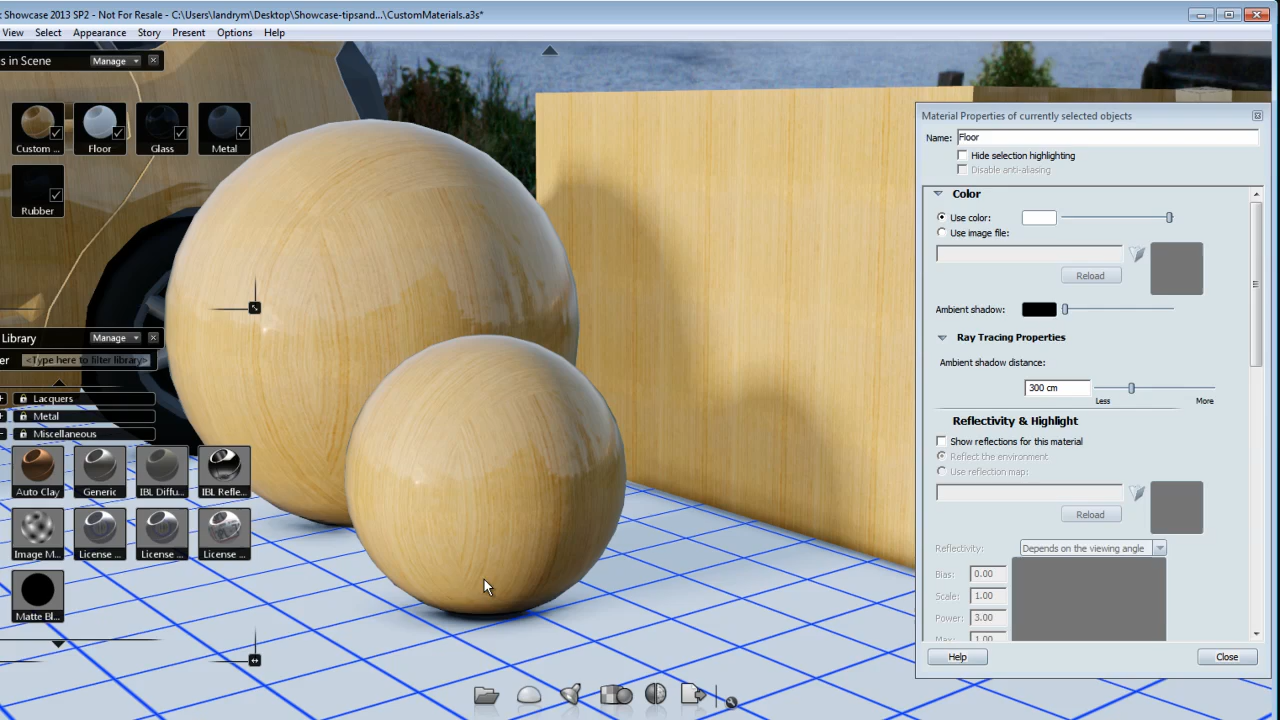 : Showcase 2013 SP2 - Not For Resale - C:\Users\landrym\Desktop\Showcase-tipsand...\CustomMaterials.a3s*
View Select Appearance Story Present Options Help
s in Scene Manage
Custom ... Floor Glass Metal
Rubber
Library Manage
er <Type here to filter library>
Lacquers
Metal
Miscellaneous
Auto Clay Generic IBL Diffu... IBL Refle...
Image M... License ... License ... License ...
Matte Bl...
Material Properties of currently selected objects
Name: Floor
Hide selection highlighting
Disable anti-aliasing
Color
Use color:
Use image file:
Reload
Ambient shadow:
Ray Tracing Properties
Ambient shadow distance:
300 cm
Less More
Reflectivity & Highlight
Show reflections for this material
Reflect the environment
Use reflection map:
Reload
Reflectivity: Depends on the viewing angle
Bias: 0.00
Scale: 1.00
Power: 3.00
Max: 1.00
Help Close